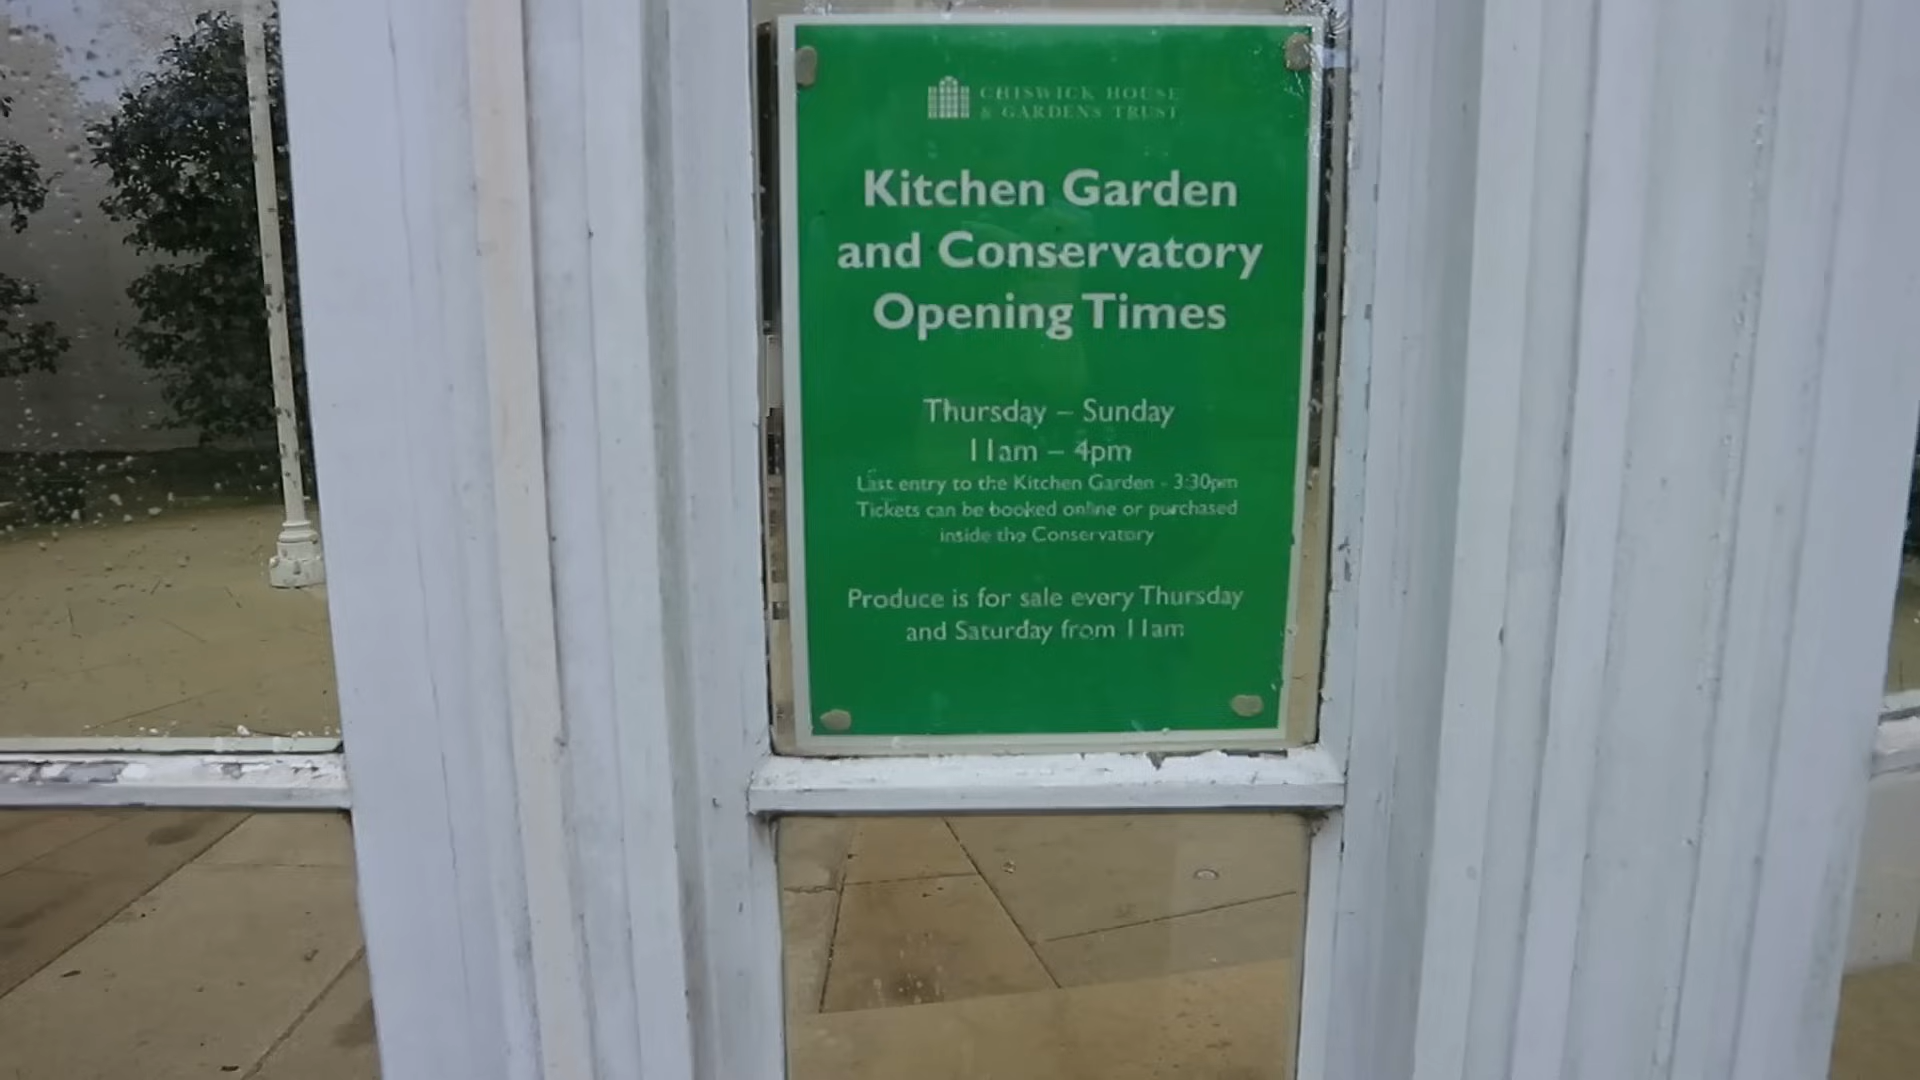 CHISWICK HOUSE
& GARDENS TRUST
Kitchen Garden
and Conservatory
Opening Times
Thursday – Sunday
11am – 4pm
Last entry to the Kitchen Garden - 3:30pm
Tickets can be booked online or purchased
inside the Conservatory
Produce is for sale every Thursday
and Saturday from 11am